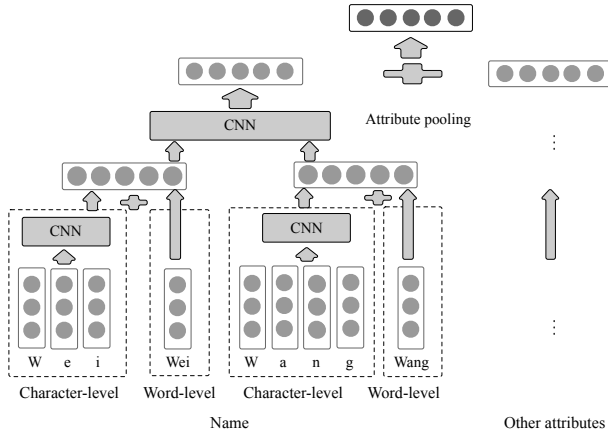 CNN
Attribute pooling
⋮
CNN
CNN
W e i
Wei
W a n g
Wang
⋮
Character-level
Word-level
Character-level
Word-level
Name
Other attributes